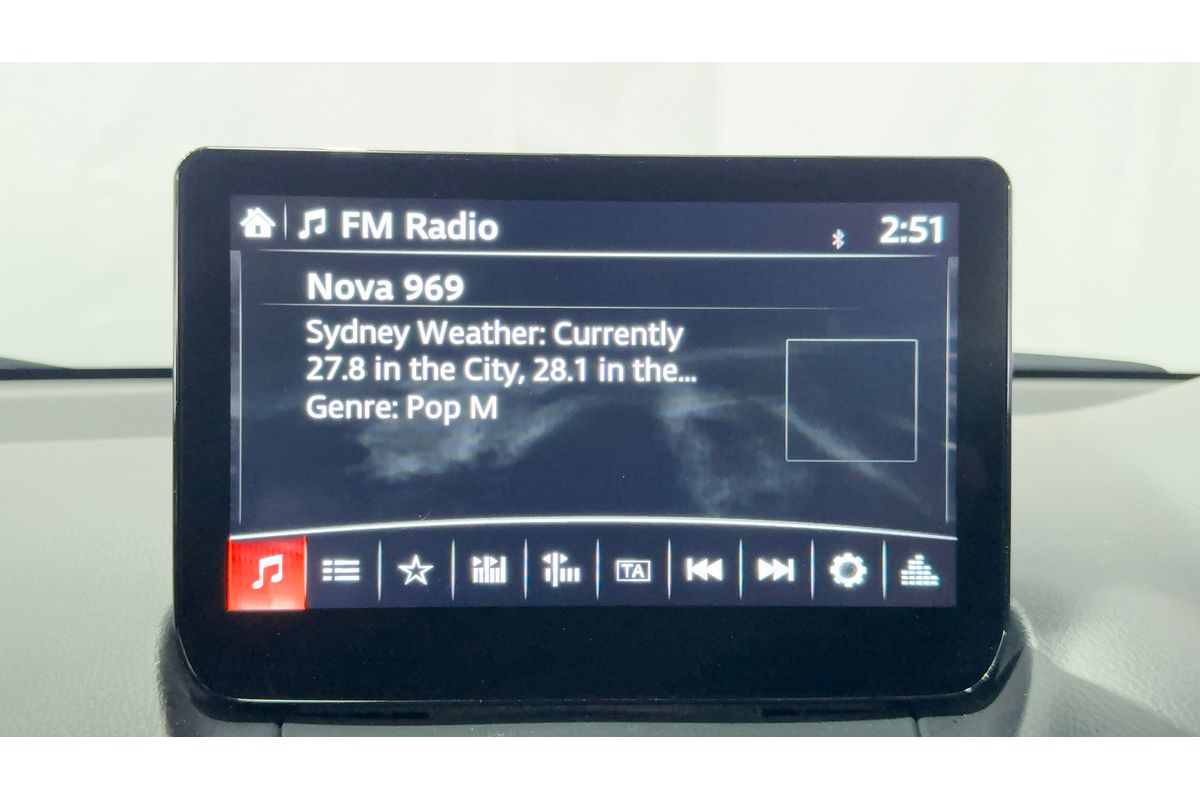 FM Radio
2:51
Nova 969
Sydney Weather: Currently
27.8 in the City, 28.1 in the...
Genre: Pop M
TA